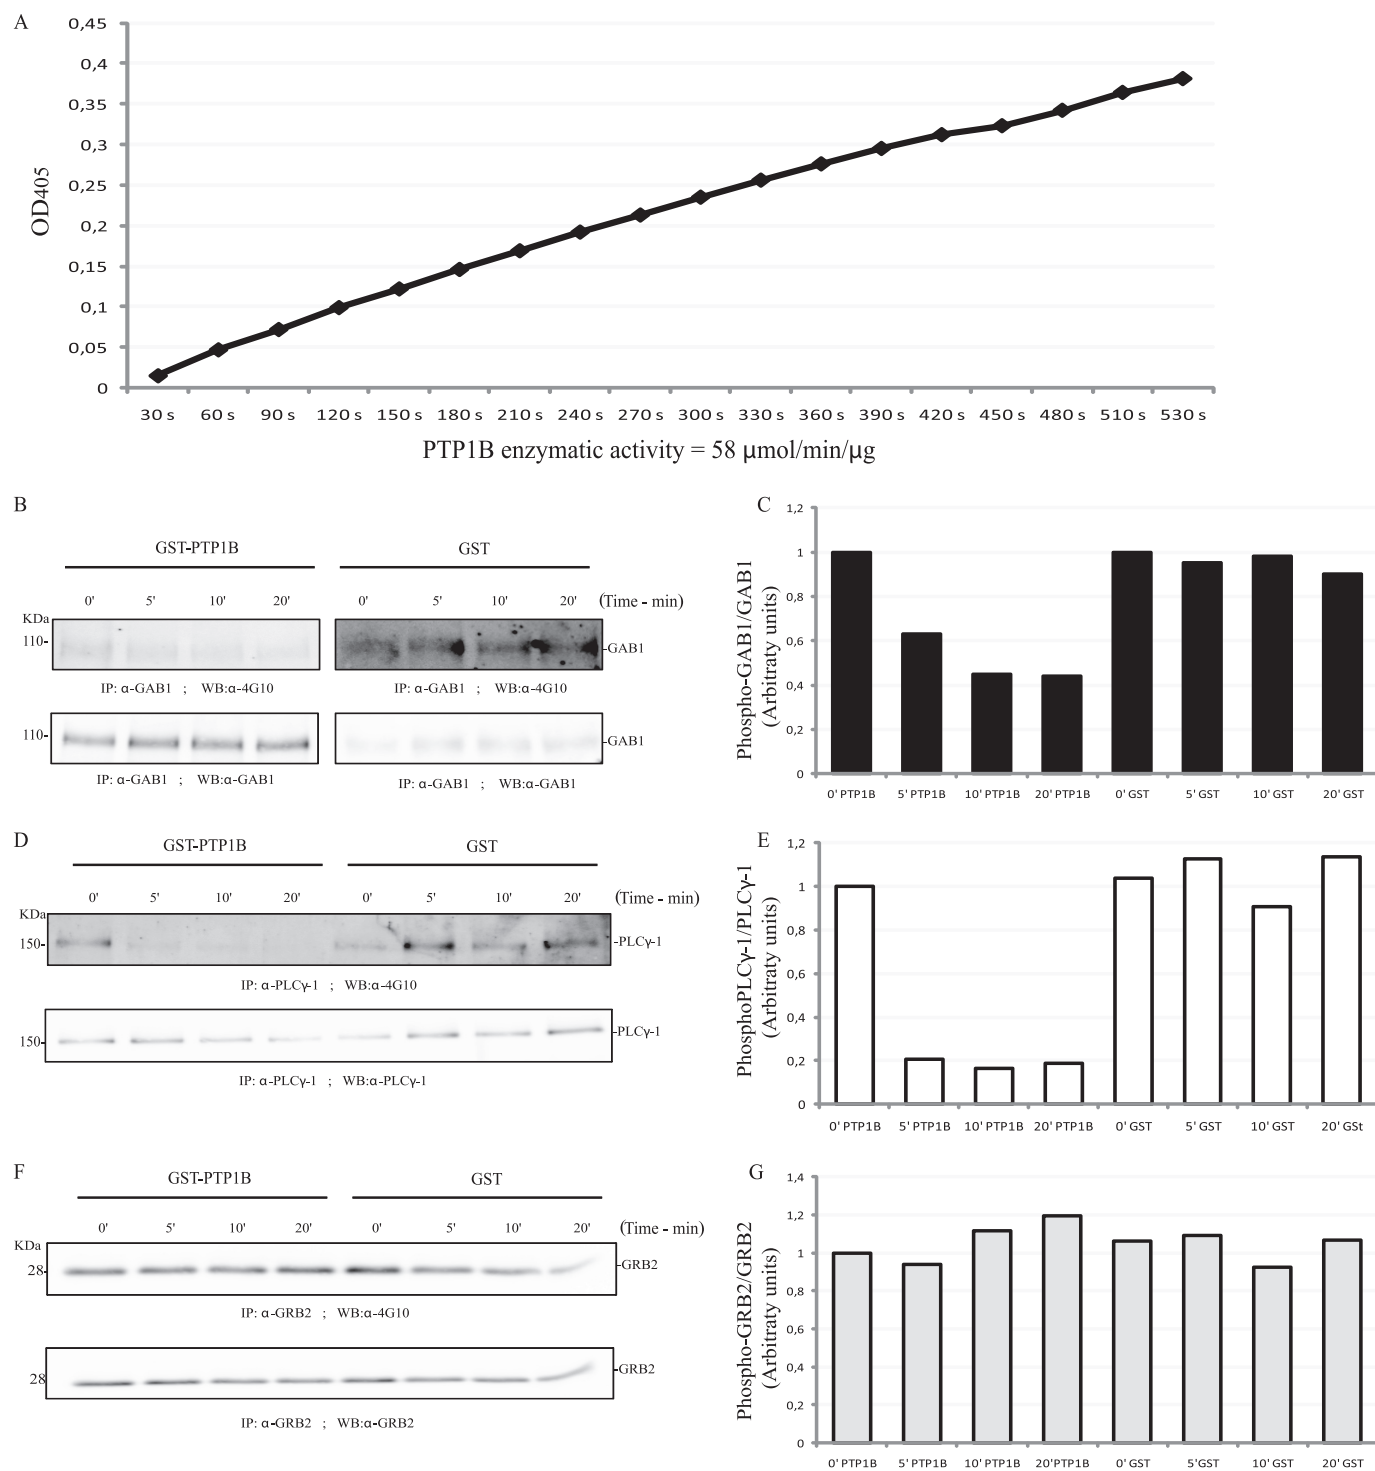 A
0,45
0,4
0,35
0,3
0,25
0,2
0,15
0,1
0,05
0
OD405
30 s 60 s 90 s 120 s 150 s 180 s 210 s 240 s 270 s 300 s 330 s 360 s 390 s 420 s 450 s 480 s 510 s 530 s
PTP1B enzymatic activity = 58 μmol/min/μg
B
GST-PTP1B GST
0' 5' 10' 20' 0' 5' 10' 20' (Time - min)
KDa
110- -GAB1
IP: α-GAB1 ; WB:α-4G10 IP: α-GAB1 ; WB:α-4G10
110- -GAB1
IP: α-GAB1 ; WB:α-GAB1 IP: α-GAB1 ; WB:α-GAB1
C
Phospho-GAB1/GAB1
(Arbitraty units)
1,2
1
0,8
0,6
0,4
0,2
0
0' PTP1B 5' PTP1B 10' PTP1B 20' PTP1B 0' GST 5' GST 10' GST 20' GST
D
GST-PTP1B GST
0' 5' 10' 20' 0' 5' 10' 20' (Time - min)
KDa
150- -PLCγ-1
IP: α-PLCγ-1 ; WB:α-4G10
150- -PLCγ-1
IP: α-PLCγ-1 ; WB:α-PLCγ-1
E
PhosphoPLCγ-1/PLCγ-1
(Arbitraty units)
1,2
1
0,8
0,6
0,4
0,2
0
0' PTP1B 5' PTP1B 10' PTP1B 20' PTP1B 0' GST 5' GST 10' GST 20' GSt
F
GST-PTP1B GST
0' 5' 10' 20' 0' 5' 10' 20' (Time - min)
KDa
28- -GRB2
IP: α-GRB2 ; WB:α-4G10
28 -GRB2
IP: α-GRB2 ; WB:α-GRB2
G
Phospho-GRB2/GRB2
(Arbitraty units)
1,4
1,2
1
0,8
0,6
0,4
0,2
0
0' PTP1B 5' PTP1B 10' PTP1B 20'PTP1B 0' GST 5'GST 10' GST 20' GST